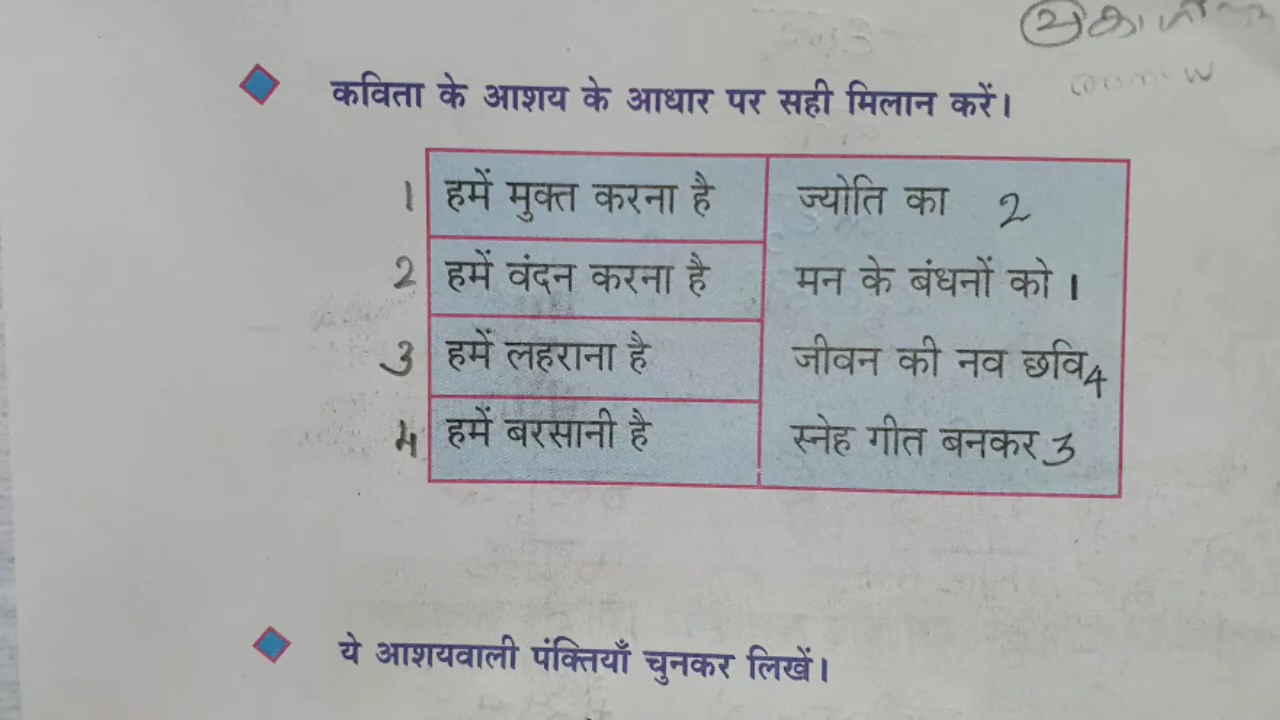 कविता के आशय के आधार पर सही मिलान करें।
1 हमें मुक्त करना है ज्योति का 2
2 हमें वंदन करना है मन के बंधनों को 1
3 हमें लहराना है जीवन की नव छवि 4
4 हमें बरसानी है स्नेह गीत बनकर 3
ये आशयवाली पंक्तियाँ चुनकर लिखें।